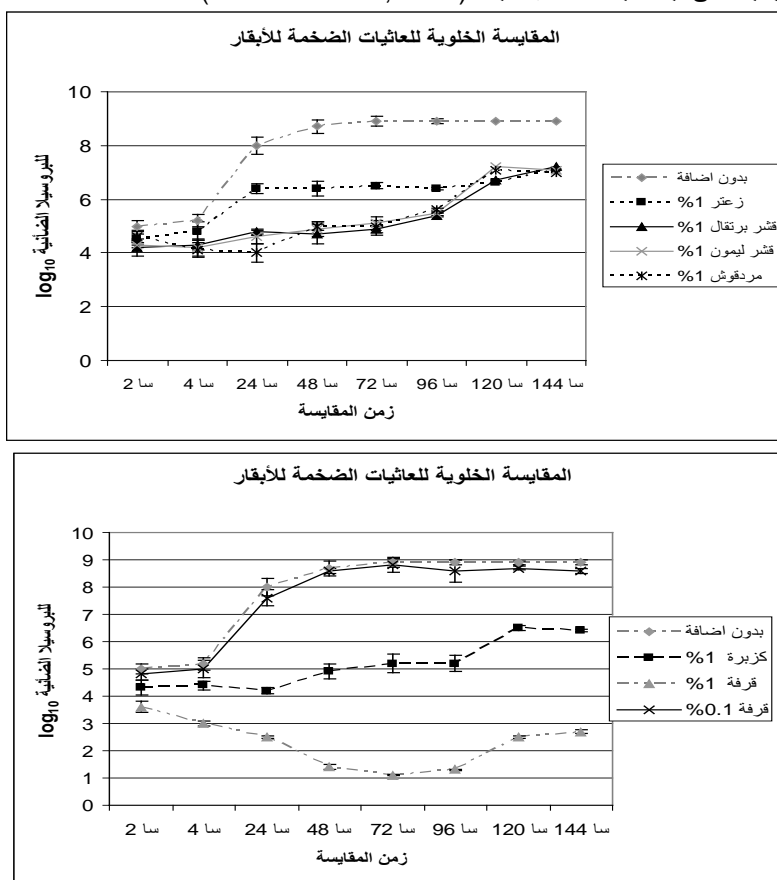 المقايسة الخلوية للعاثيات الضخمة للأبقار
log10 للبروسيلا الضائية
10
8
6
4
2
0
2 سا 4 سا 24 سا 48 سا 72 سا 96 سا 120 سا 144 سا
زمن المقايسة
بدون اضافة
زعتر 1%
قشر برتقال 1%
قشر ليمون 1%
مردقوش 1%
المقايسة الخلوية للعاثيات الضخمة للأبقار
log10 للبروسيلا الضائية
10
9
8
7
6
5
4
3
2
1
0
2 سا 4 سا 24 سا 48 سا 72 سا 96 سا 120 سا 144 سا
زمن المقايسة
بدون اضافة
كزبرة 1%
قرفة 1%
قرفة 0.1%